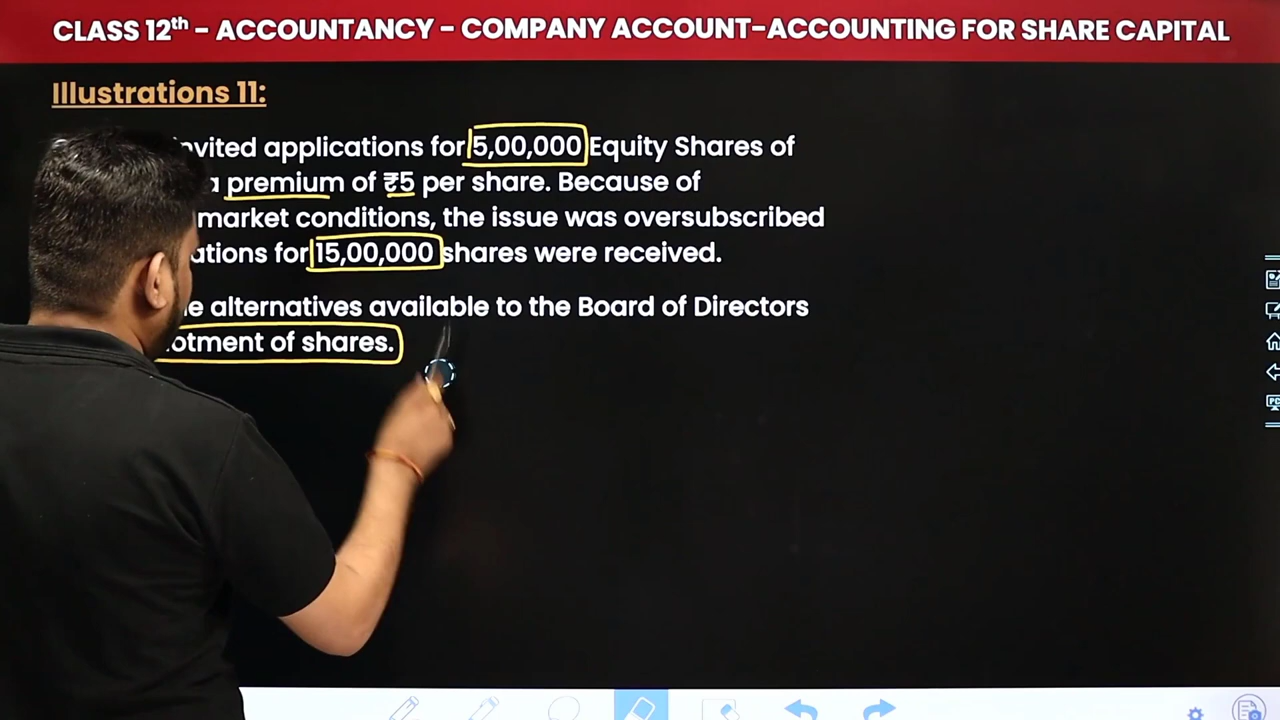 CLASS 12th - ACCOUNTANCY - COMPANY ACCOUNT-ACCOUNTING FOR SHARE CAPITAL
Illustrations 11:
invited applications for 5,00,000 Equity Shares of
premium of ₹5 per share. Because of
market conditions, the issue was oversubscribed
for 15,00,000 shares were received.
alternatives available to the Board of Directors
of shares.